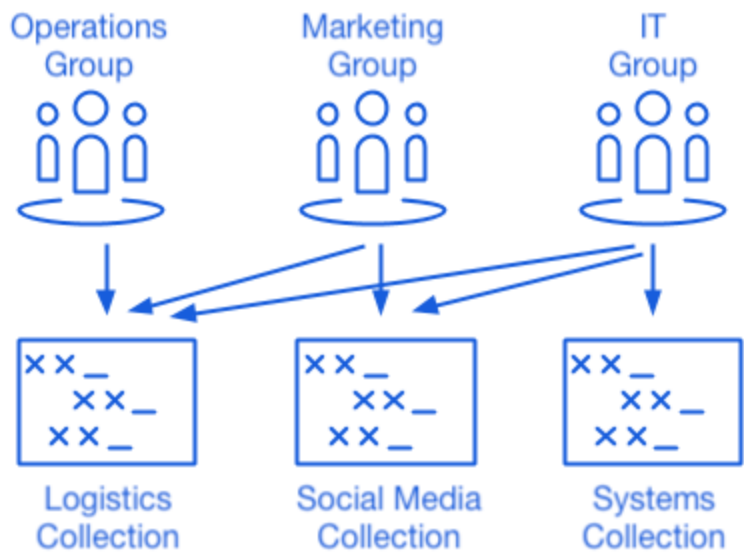 Operations
Group
Marketing
Group
IT
Group
××_
××_
××_
××_
××_
××_
××_
××_
××_
Logistics
Collection
Social Media
Collection
Systems
Collection